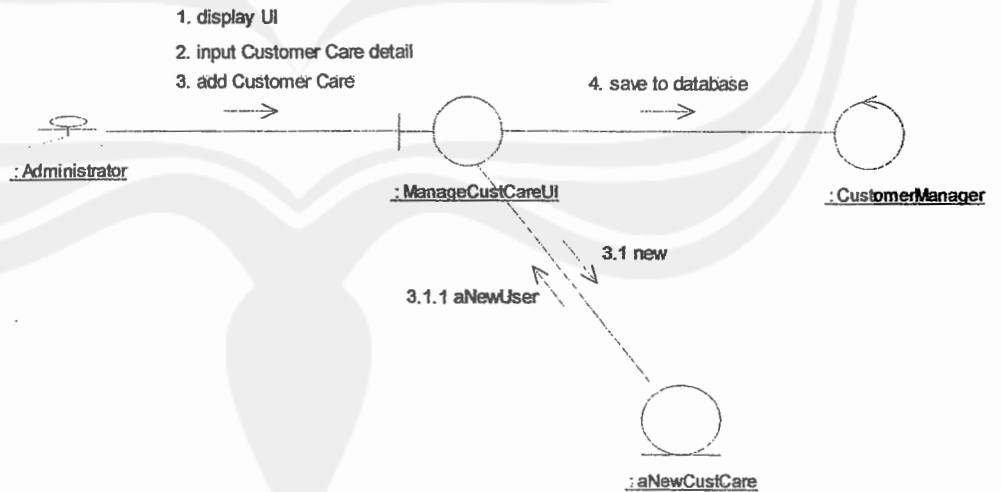 1. display UI
2. input Customer Care detail
3. add Customer Care
4. save to database
: Administrator
: ManageCustCareUI
: CustomerManager
3.1 new
3.1.1 aNewUser
: aNewCustCare